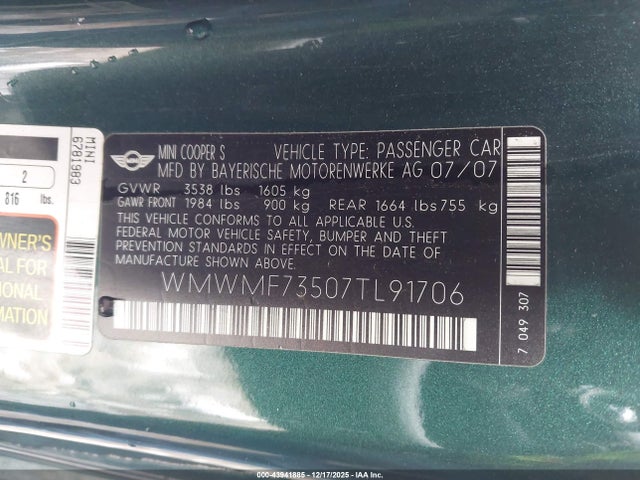 MINI
6781983
2
816 lbs.
WNER'S
AL FOR
IONAL
MATION
MINI COOPER S VEHICLE TYPE: PASSENGER CAR
MFD BY BAYERISCHE MOTORENWERKE AG 07/07
GVWR 3538 lbs 1605 kg
GAWR FRONT 1984 lbs 900 kg REAR 1664 lbs 755 kg
THIS VEHICLE CONFORMS TO ALL APPLICABLE U.S.
FEDERAL MOTOR VEHICLE SAFETY, BUMPER AND THEFT
PREVENTION STANDARDS IN EFFECT ON THE DATE OF
MANUFACTURE SHOWN ABOVE.
WMWMF73507TL91706
7 049 307
000-43941885 - 12/17/2025 - IAA, Inc.